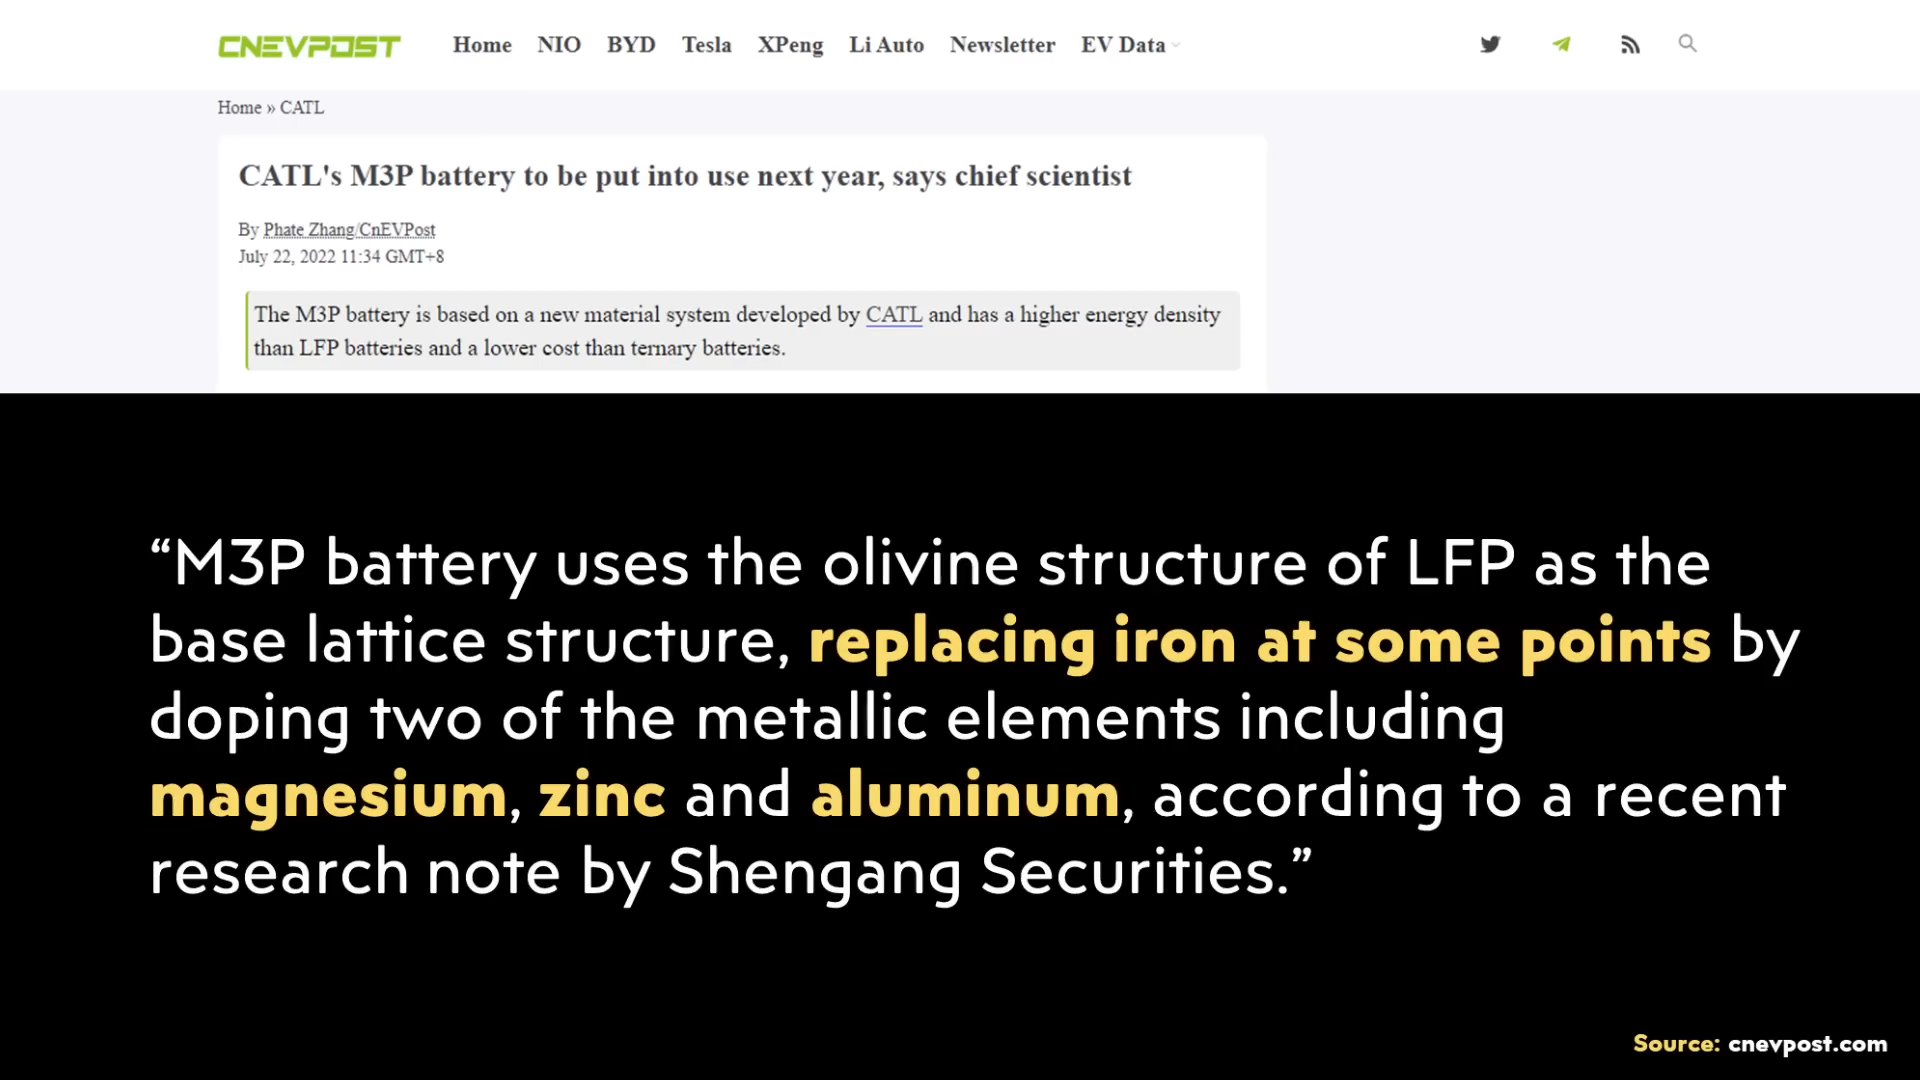 CNEVPOST Home NIO BYD Tesla XPeng Li Auto Newsletter EV Data
Home » CATL
CATL's M3P battery to be put into use next year, says chief scientist
By Phate Zhang/CnEVPost
July 22, 2022 11:34 GMT+8
The M3P battery is based on a new material system developed by CATL and has a higher energy density
than LFP batteries and a lower cost than ternary batteries.
“M3P battery uses the olivine structure of LFP as the
base lattice structure, replacing iron at some points by
doping two of the metallic elements including
magnesium, zinc and aluminum, according to a recent
research note by Shengang Securities.”
Source: cnevpost.com